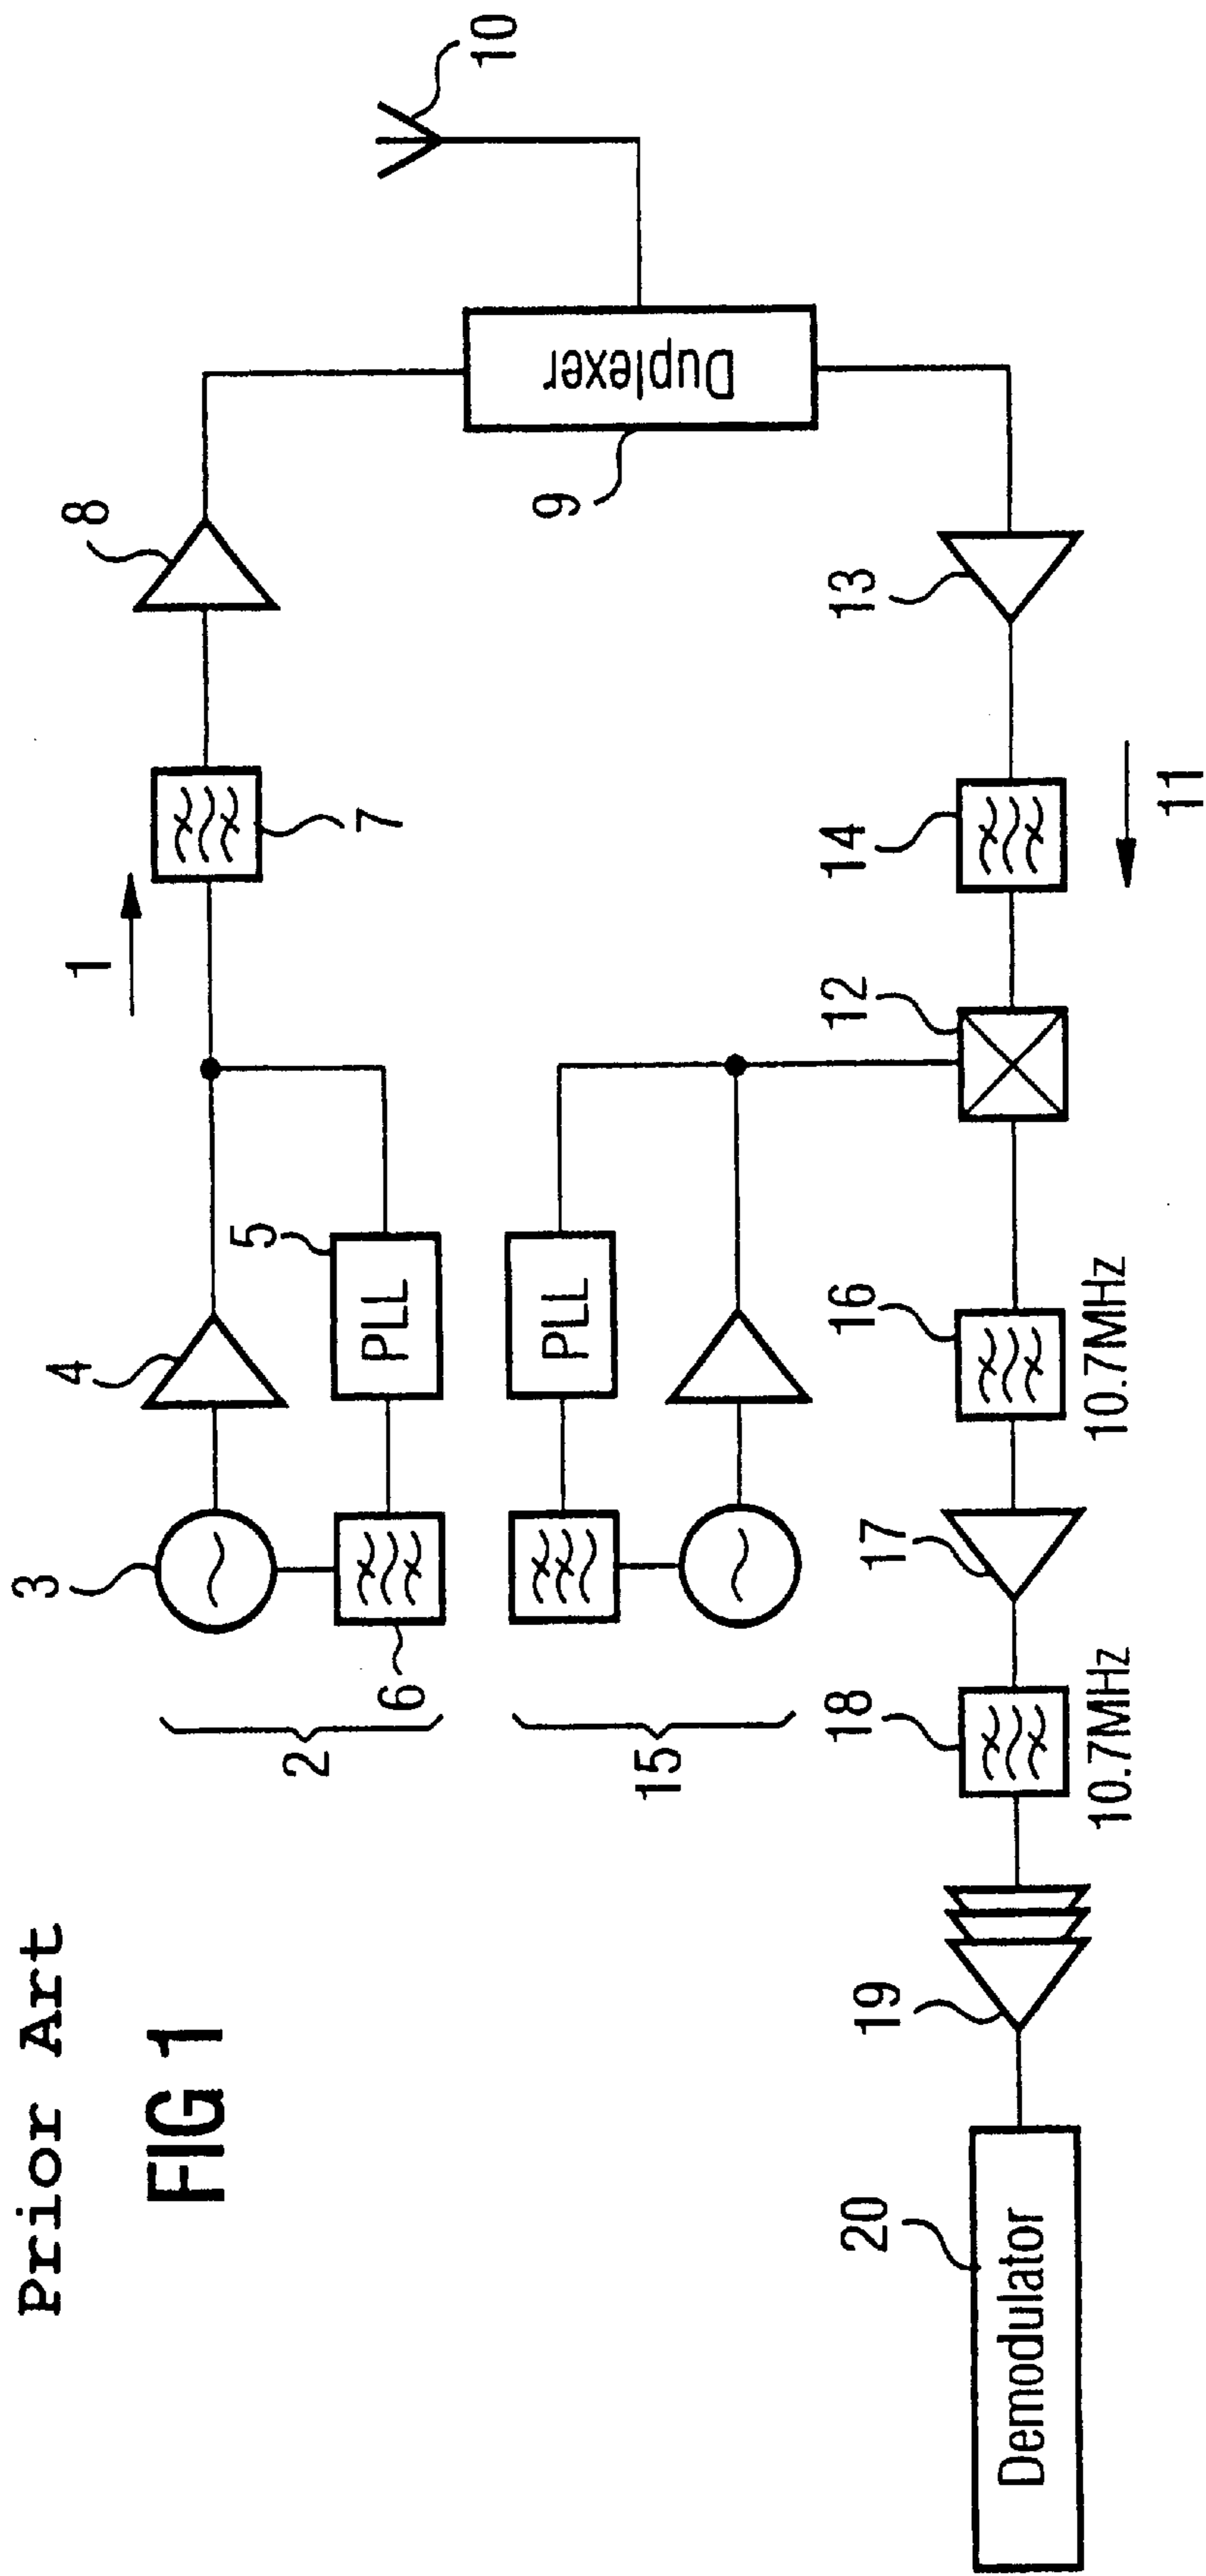 Prior Art
FIG 1
1
2
3
4
5
PLL
6
7
8
9
Duplexer
10
11
12
13
14
15
PLL
16
10.7MHz
17
18
10.7MHz
19
20
Demodulator